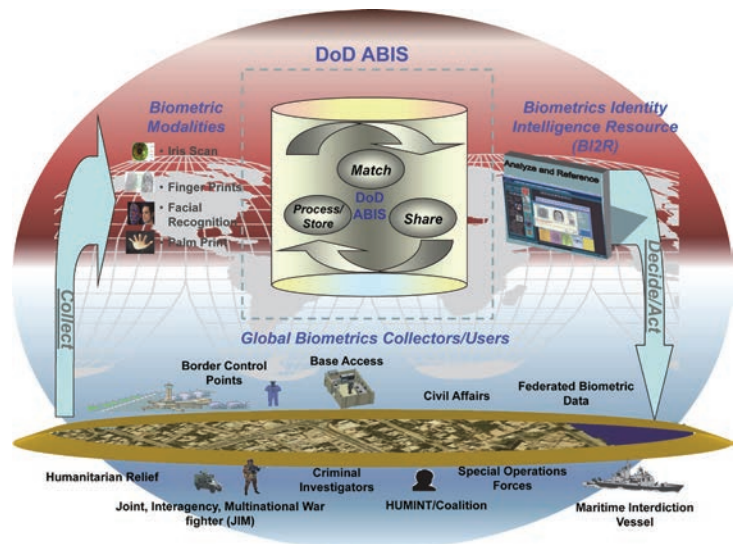 DoD ABIS
Biometric
Modalities
• Iris Scan
• Finger Prints
• Facial
Recognition
• Palm Print
Match
DoD
ABIS
Process/
Store
Share
Biometrics Identity
Intelligence Resource
(BI2R)
Analyze and Reference
Collect
Decide/Act
Global Biometrics Collectors/Users
Border Control
Points
Base Access
Civil Affairs
Federated Biometric
Data
Humanitarian Relief
Joint, Interagency, Multinational War
fighter (JIM)
Criminal
Investigators
HUMINT/Coalition
Special Operations
Forces
Maritime Interdiction
Vessel